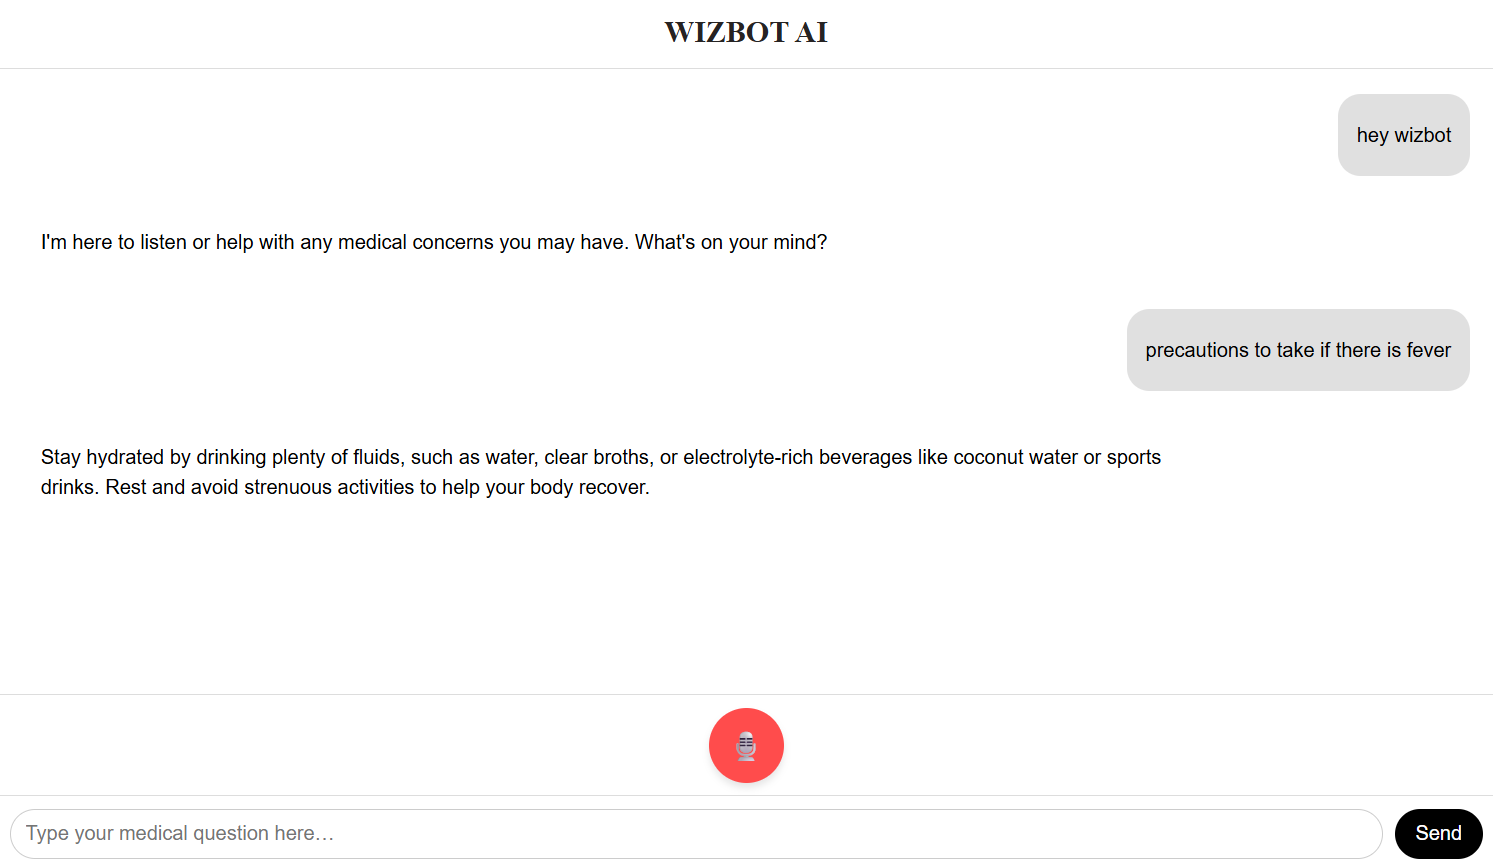 WIZBOT AI
hey wizbot
I'm here to listen or help with any medical concerns you may have. What's on your mind?
precautions to take if there is fever
Stay hydrated by drinking plenty of fluids, such as water, clear broths, or electrolyte-rich beverages like coconut water or sports
drinks. Rest and avoid strenuous activities to help your body recover.
Type your medical question here…
Send